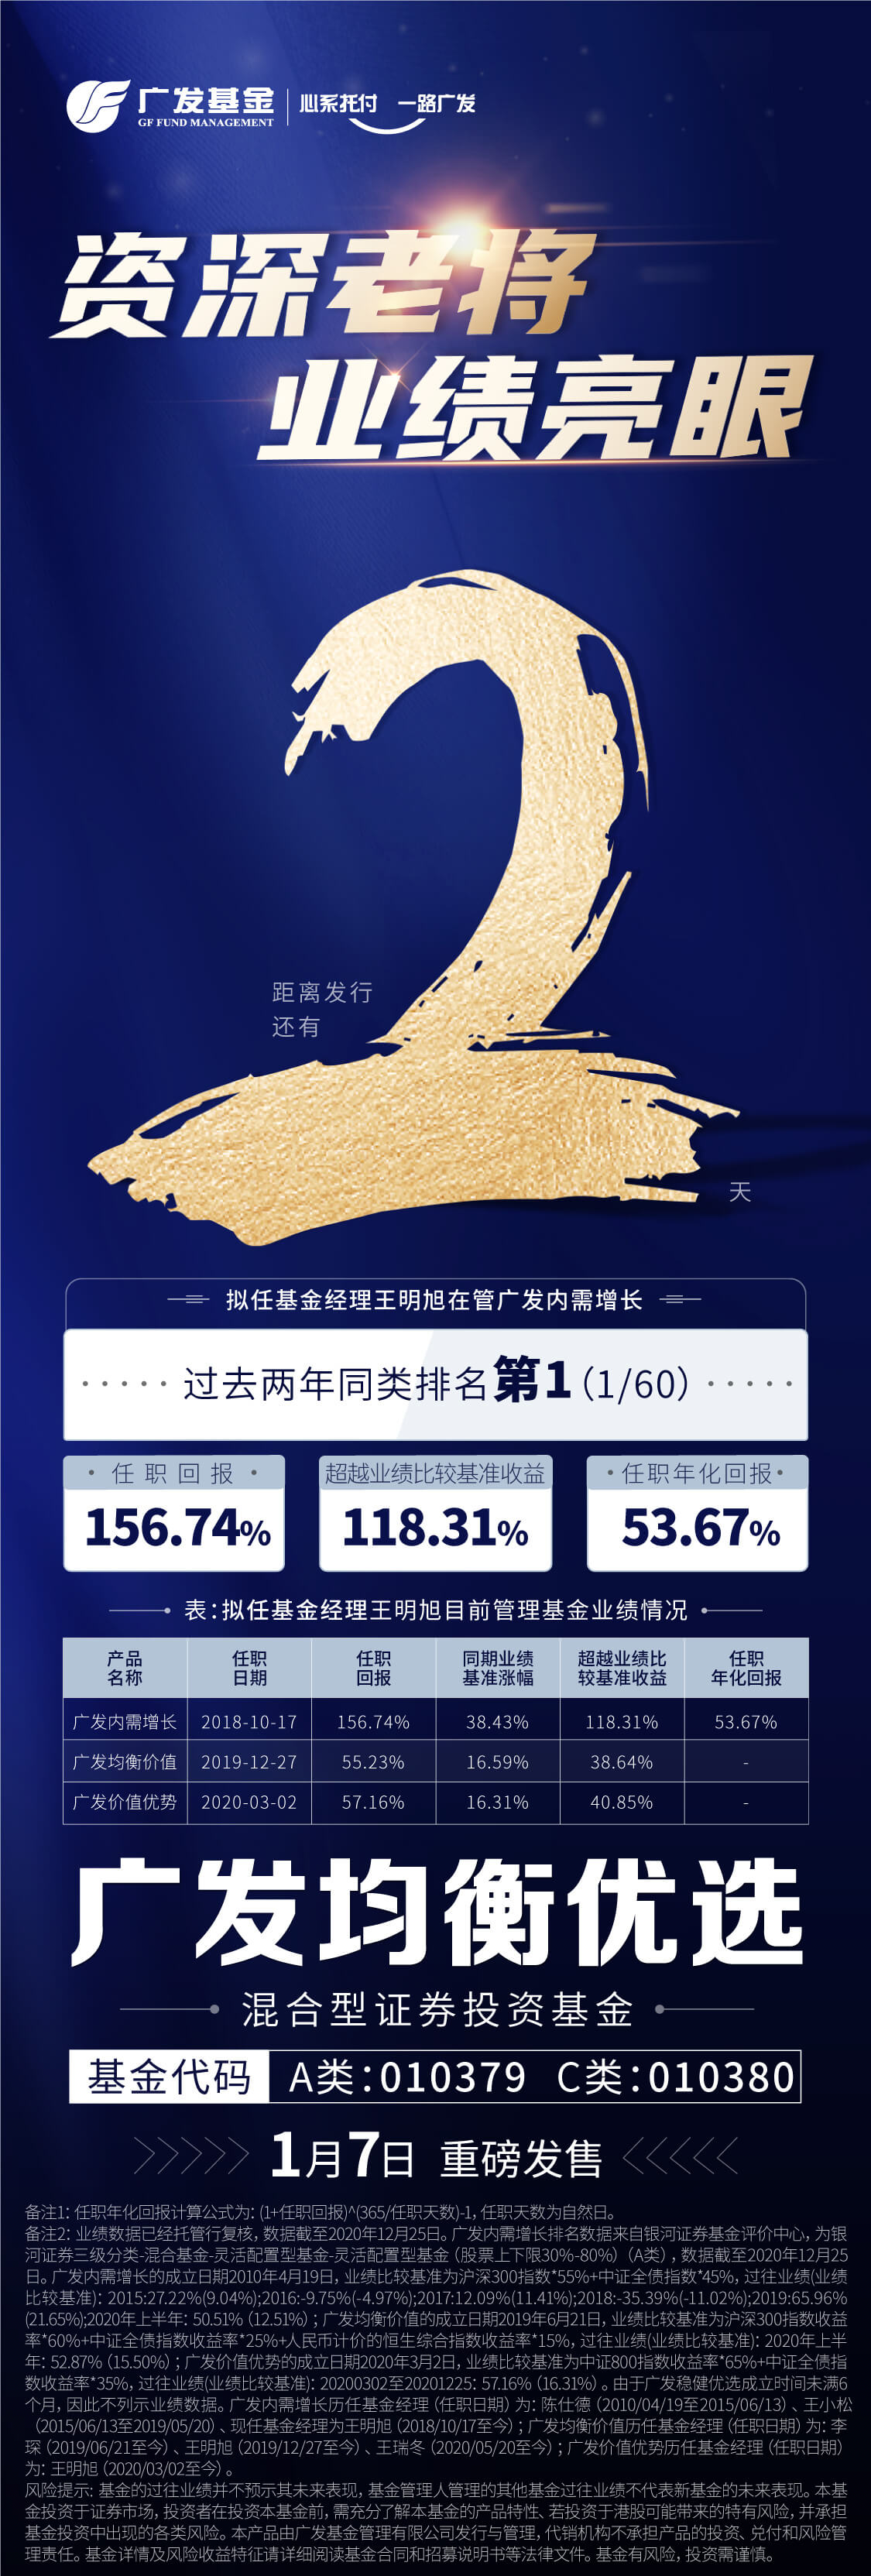 广发基金
GF FUND MANAGEMENT
心系托付 一路广发
资深老将
业绩亮眼
2
距离发行
还有
天
拟任基金经理王明旭在管广发内需增长
过去两年同类排名第1(1/60)
任职回报 超越业绩比较基准收益 任职年化回报
156.74% 118.31% 53.67%
表:拟任基金经理王明旭目前管理基金业绩情况
产品名称 任职日期 任职回报 同期业绩基准涨幅 超越业绩比较基准收益 任职年化回报
广发内需增长 2018-10-17 156.74% 38.43% 118.31% 53.67%
广发均衡价值 2019-12-27 55.23% 16.59% 38.64% -
广发价值优势 2020-03-02 57.16% 16.31% 40.85% -
广发均衡优选
混合型证券投资基金
基金代码 A类:010379 C类:010380
1月7日 重磅发售
备注1:任职年化回报计算公式为:(1+任职回报)^(365/任职天数)-1,任职天数为自然日。
备注2:业绩数据已经托管行复核,数据截至2020年12月25日。广发内需增长排名数据来自银河证券基金评价中心,为银
河证券三级分类-混合基金-灵活配置型基金-灵活配置型基金(股票上下限30%-80%)(A类),数据截至2020年12月25
日。广发内需增长的成立日期2010年4月19日,业绩比较基准为沪深300指数*55%+中证全债指数*45%,过往业绩(业绩
比较基准):2015:27.22%(9.04%);2016:-9.75%(-4.97%);2017:12.09%(11.41%);2018:-35.39%(-11.02%);2019:65.96%
(21.65%);2020年上半年:50.51%(12.51%);广发均衡价值的成立日期2019年6月21日,业绩比较基准为沪深300指数收益
率*60%+中证全债指数收益率*25%+人民币计价的恒生综合指数收益率*15%,过往业绩(业绩比较基准):2020年上半
年:52.87%(15.50%);广发价值优势的成立日期2020年3月2日,业绩比较基准为中证800指数收益率*65%+中证全债指
数收益率*35%,过往业绩(业绩比较基准):20200302至20201225:57.16%(16.31%)。由于广发稳健优选成立时间未满6
个月,因此不列示业绩数据。广发内需增长历任基金经理(任职日期)为:陈仕德(2010/04/19至2015/06/13)、王小松
(2015/06/13至2019/05/20)、现任基金经理为王明旭(2018/10/17至今);广发均衡价值历任基金经理(任职日期)为:李
琛(2019/06/21至今)、王明旭(2019/12/27至今)、王瑞冬(2020/05/20至今);广发价值优势历任基金经理(任职日期)
为:王明旭(2020/03/02至今)。
风险提示:基金的过往业绩并不预示其未来表现,基金管理人管理的其他基金过往业绩不代表新基金的未来表现。本基
金投资于证券市场,投资者在投资本基金前,需充分了解本基金的产品特性、若投资于港股可能带来的特有风险,并承担
基金投资中出现的各类风险。本产品由广发基金管理有限公司发行与管理,代销机构不承担产品的投资、兑付和风险管
理责任。基金详情及风险收益特征请详细阅读基金合同和招募说明书等法律文件。基金有风险,投资需谨慎。